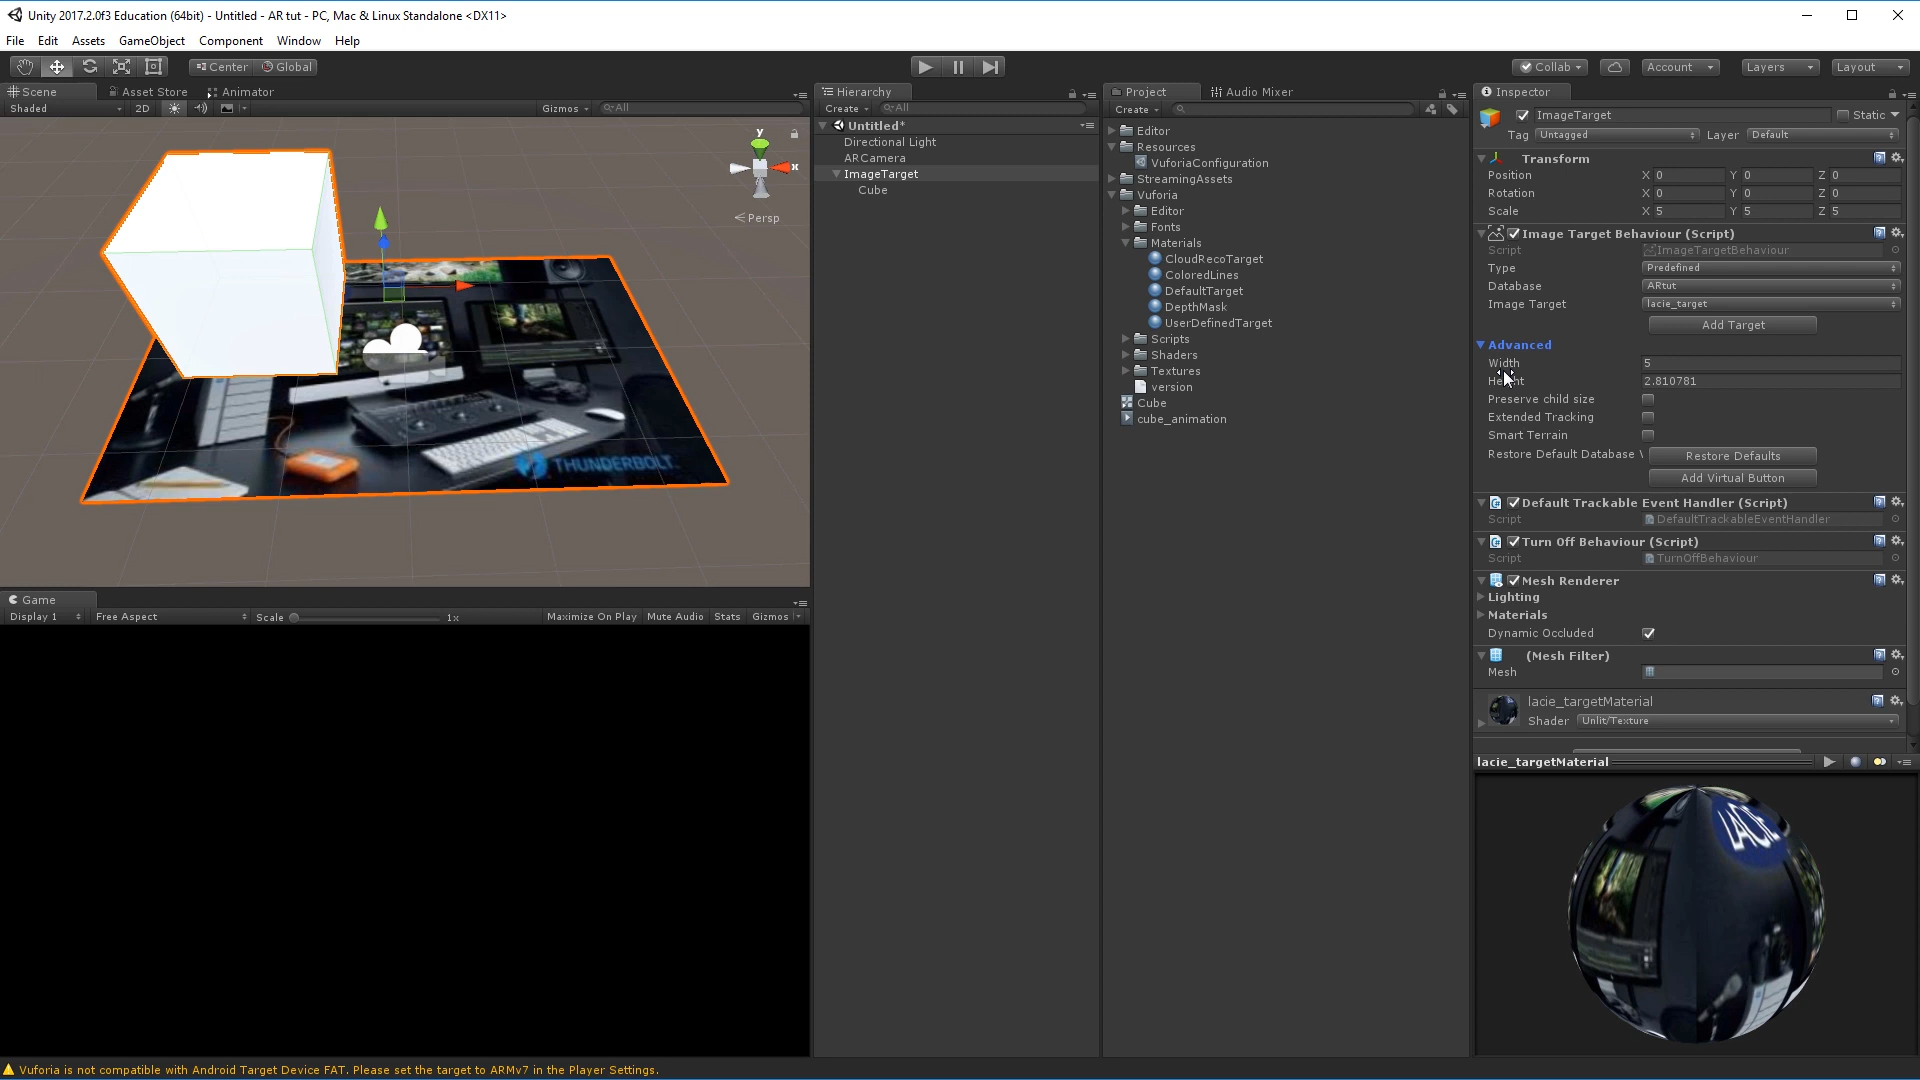 Unity 2017.2.0f3 Education (64bit) - Untitled - AR tut - PC, Mac & Linux Standalone <DX11>
File Edit Assets GameObject Component Window Help
Center Global Collab Account Layers Layout
Scene Asset Store Animator
Shaded 2D Gizmos All
y
x
Persp
THUNDERBOLT.
Game
Display 1 Free Aspect Scale 1x Maximize On Play Mute Audio Stats Gizmos
Hierarchy
Create All
Untitled*
Directional Light
ARCamera
ImageTarget
Cube
Project Audio Mixer
Create
Editor
Resources
VuforiaConfiguration
StreamingAssets
Vuforia
Editor
Fonts
Materials
CloudRecoTarget
ColoredLines
DefaultTarget
DepthMask
UserDefinedTarget
Scripts
Shaders
Textures
version
Cube
cube_animation
Inspector
ImageTarget Static
Tag Untagged Layer Default
Transform
Position X 0 Y 0 Z 0
Rotation X 0 Y 0 Z 0
Scale X 5 Y 5 Z 5
Image Target Behaviour (Script)
Script ImageTargetBehaviour
Type Predefined
Database ARtut
Image Target lacie_target
Add Target
Advanced
Width 5
2.810781
Preserve child size
Extended Tracking
Smart Terrain
Restore Default Database Restore Defaults
Add Virtual Button
Default Trackable Event Handler (Script)
Script DefaultTrackableEventHandler
Turn Off Behaviour (Script)
Script TurnOffBehaviour
Mesh Renderer
Lighting
Materials
Dynamic Occluded
(Mesh Filter)
Mesh
lacie_targetMaterial
Shader Unlit/Texture
lacie_targetMaterial
LACIE
Vuforia is not compatible with Android Target Device FAT. Please set the target to ARMv7 in the Player Settings.